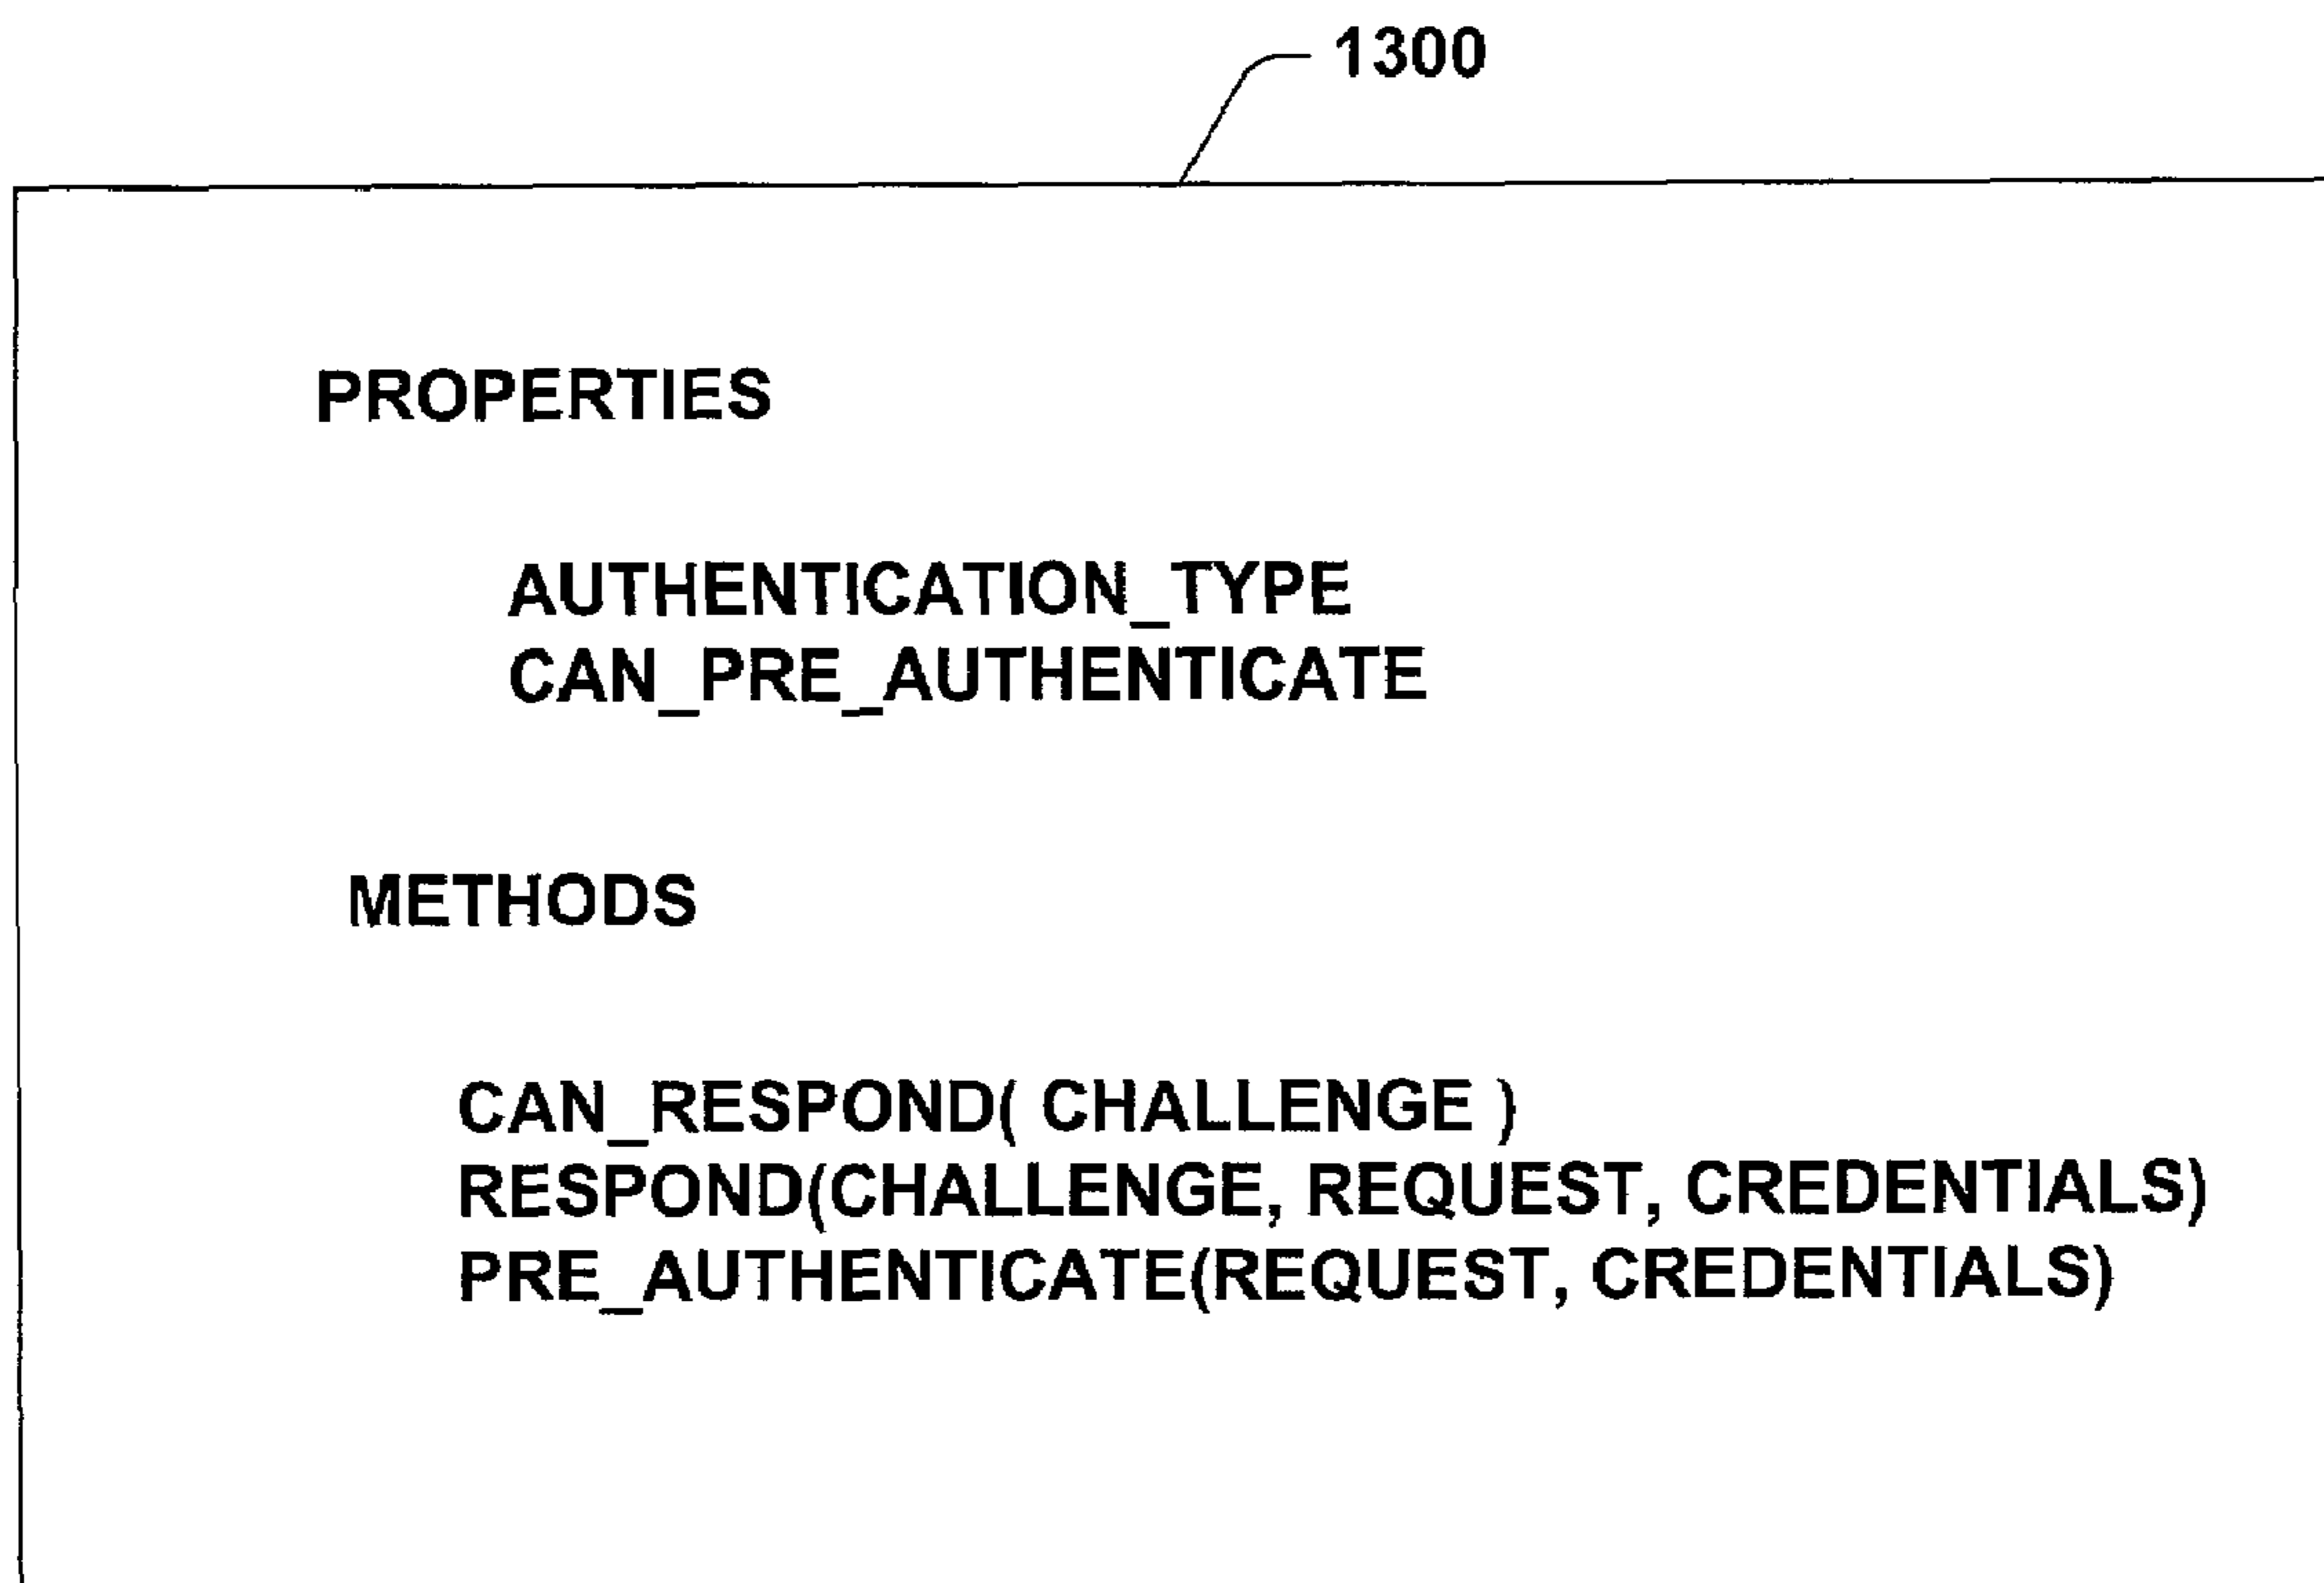 1300
PROPERTIES
AUTHENTICATION_TYPE
CAN_PRE_AUTHENTICATE
METHODS
CAN_RESPOND( CHALLENGE )
RESPOND(CHALLENGE, REQUEST, CREDENTIALS)
PRE_AUTHENTICATE(REQUEST, CREDENTIALS)